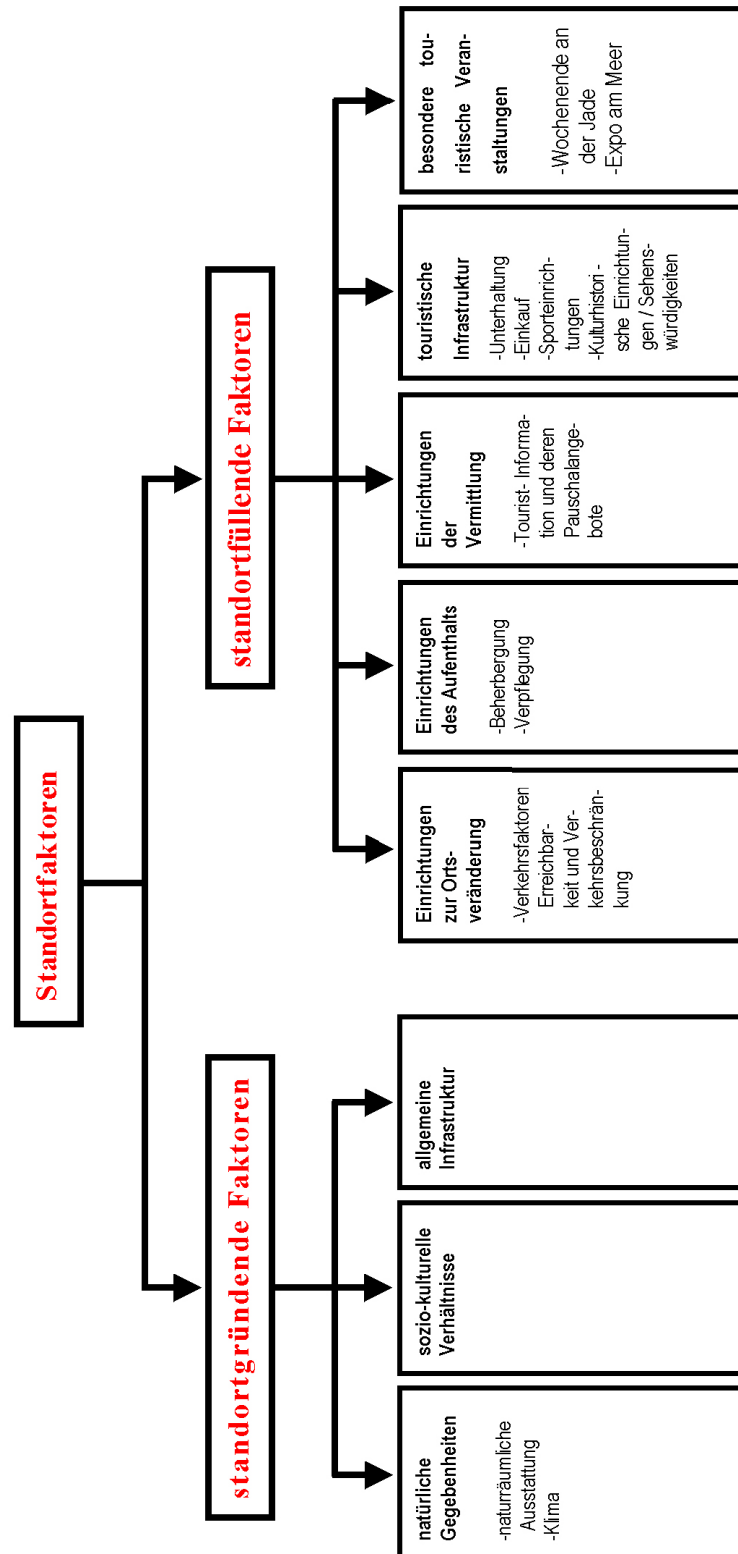 Standortfaktoren
standortgründende Faktoren
standortfüllende Faktoren
natürliche
Gegebenheiten
-naturräumliche
Ausstattung
-Klima
sozio-kulturelle
Verhältnisse
allgemeine
Infrastruktur
Einrichtungen
zur Orts-
veränderung
-Verkehrsfaktoren
Erreichbar-
keit und Ver-
kehrsbeschrän-
kung
Einrichtungen
des Aufenthalts
-Beherbergung
-Verpflegung
Einrichtungen
der
Vermittlung
-Tourist- Informa-
tion und deren
Pauschalange-
bote
touristische
Infrastruktur
-Unterhaltung
-Einkauf
-Sporteinrich-
tungen
-Kulturhistori -
sche Einrichtun-
gen / Sehens-
würdigkeiten
besondere tou-
ristische Veran-
staltungen
-Wochenende an
der Jade
-Expo am Meer